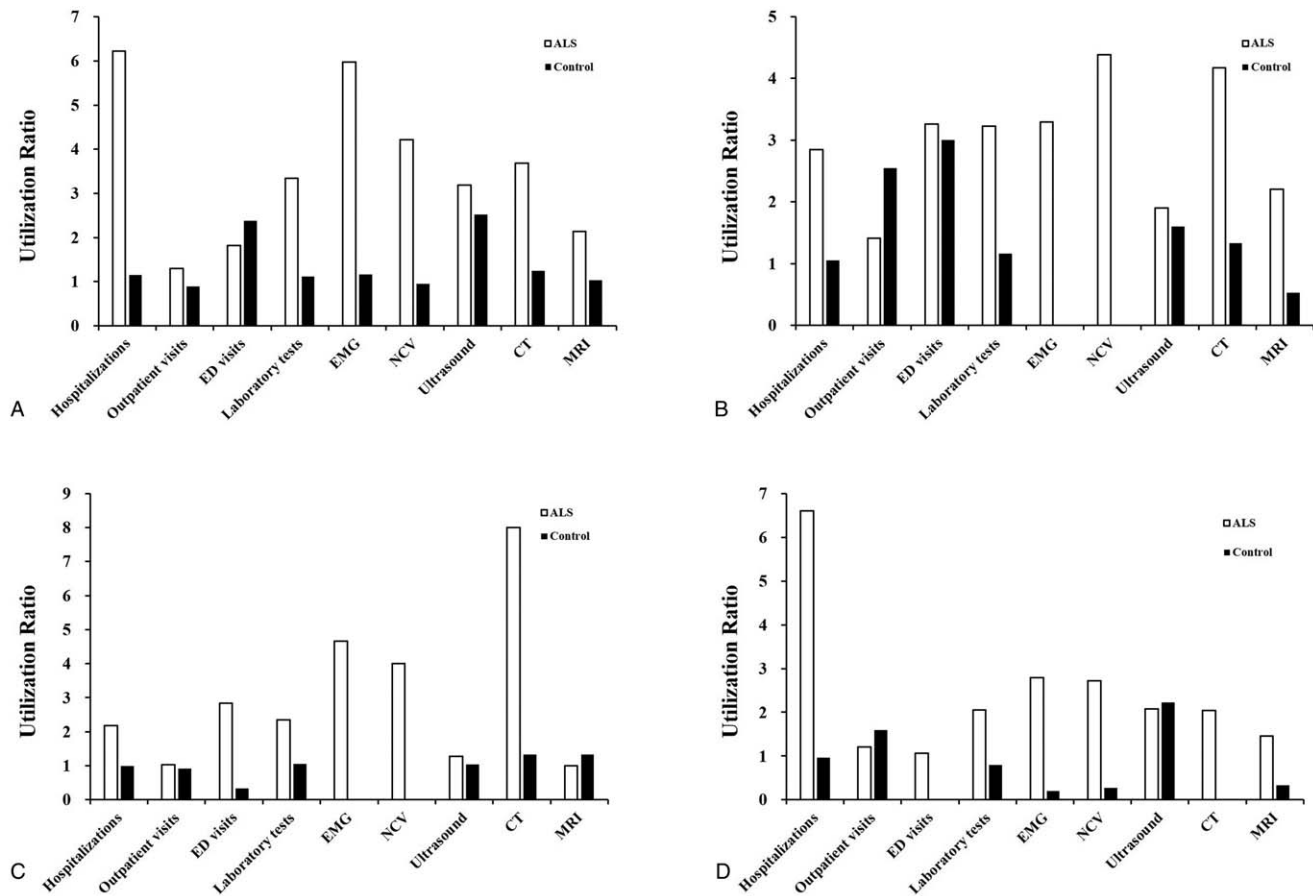 7
6
5
4
3
2
1
0
Utilization Ratio
ALS
Control
Hospitalizations
Outpatient visits
ED visits
Laboratory tests
EMG
NCV
Ultrasound
CT
MRI
A
5
4
3
2
1
0
Utilization Ratio
ALS
Control
Hospitalizations
Outpatient visits
ED visits
Laboratory tests
EMG
NCV
Ultrasound
CT
MRI
B
9
8
7
6
5
4
3
2
1
0
Utilization Ratio
ALS
Control
Hospitalizations
Outpatient visits
ED visits
Laboratory tests
EMG
NCV
Ultrasound
CT
MRI
C
7
6
5
4
3
2
1
0
Utilization Ratio
ALS
Control
Hospitalizations
Outpatient visits
ED visits
Laboratory tests
EMG
NCV
Ultrasound
CT
MRI
D